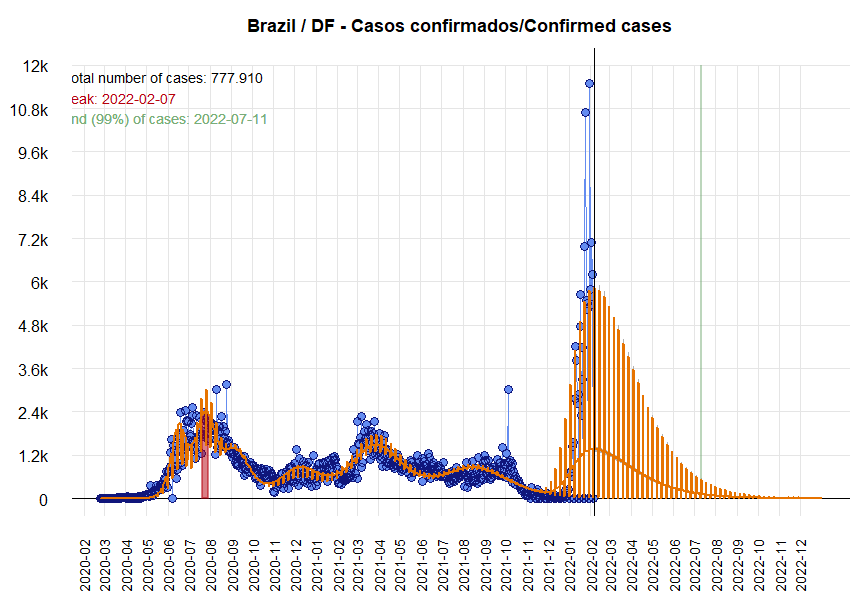 Brazil / DF - Casos confirmados/Confirmed cases
12k
otal number of cases: 777.910
eak: 2022-02-07
10.8k
nd (99%) of cases: 2022-07-11
9.6k
8.4k
7.2k
6k
4.8k
3.6k
2.4k
1.2k
0
2020-02
2020-03
2020-04
2020-05
2020-06
2020-07
2020-08
2020-09
2020-10
2020-11
2020-12
2021-01
2021-02
2021-03
2021-04
2021-05
2021-06
2021-07
2021-08
2021-09
2021-10
2021-11
2021-12
2022-01
2022-02
2022-03
2022-04
2022-05
2022-06
2022-07
2022-08
2022-09
2022-10
2022-11
2022-12